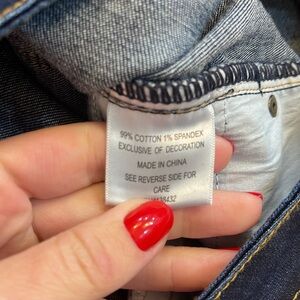 99% COTTON 1% SPANDEX
EXCLUSIVE OF DECORATION
MADE IN CHINA
SEE REVERSE SIDE FOR
CARE